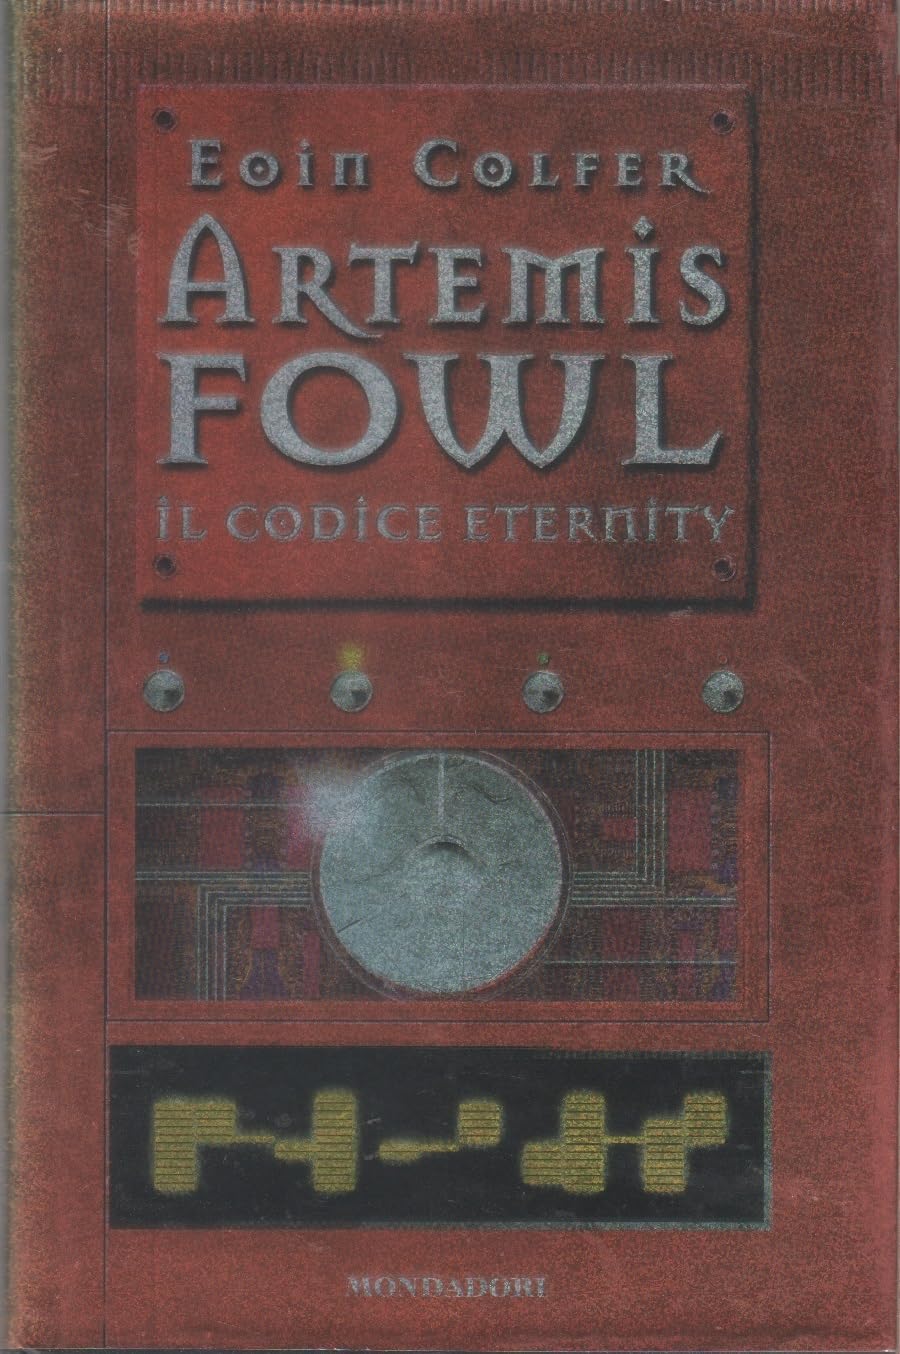 Eoin Colfer
Artemis
Fowl
il codice Eternity
MONDADORI